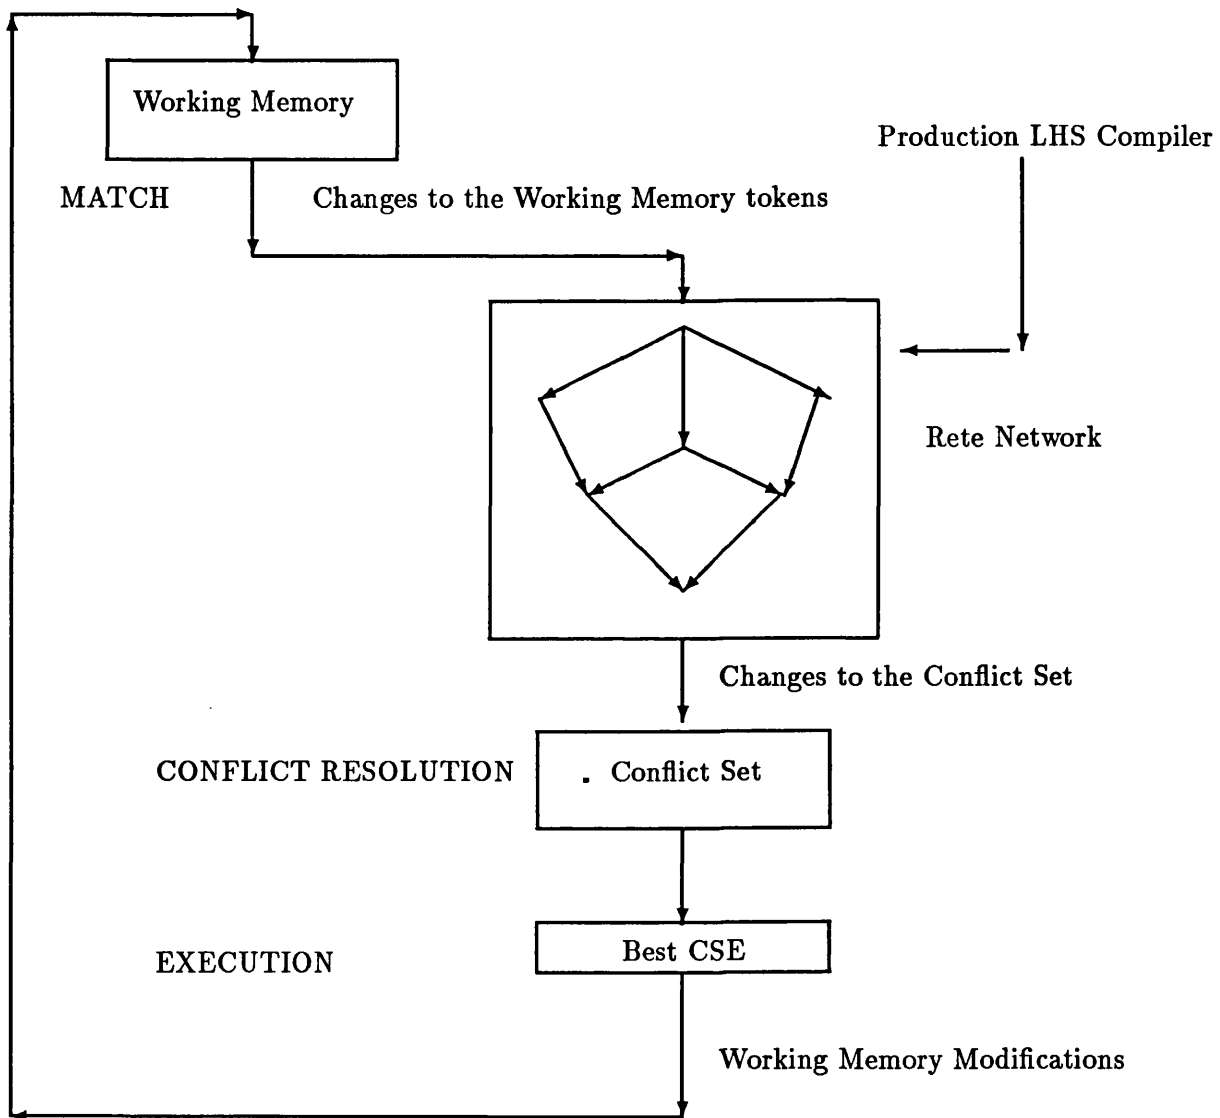 Working Memory
Production LHS Compiler
MATCH
Changes to the Working Memory tokens
Rete Network
Changes to the Conflict Set
CONFLICT RESOLUTION
Conflict Set
Best CSE
EXECUTION
Working Memory Modifications